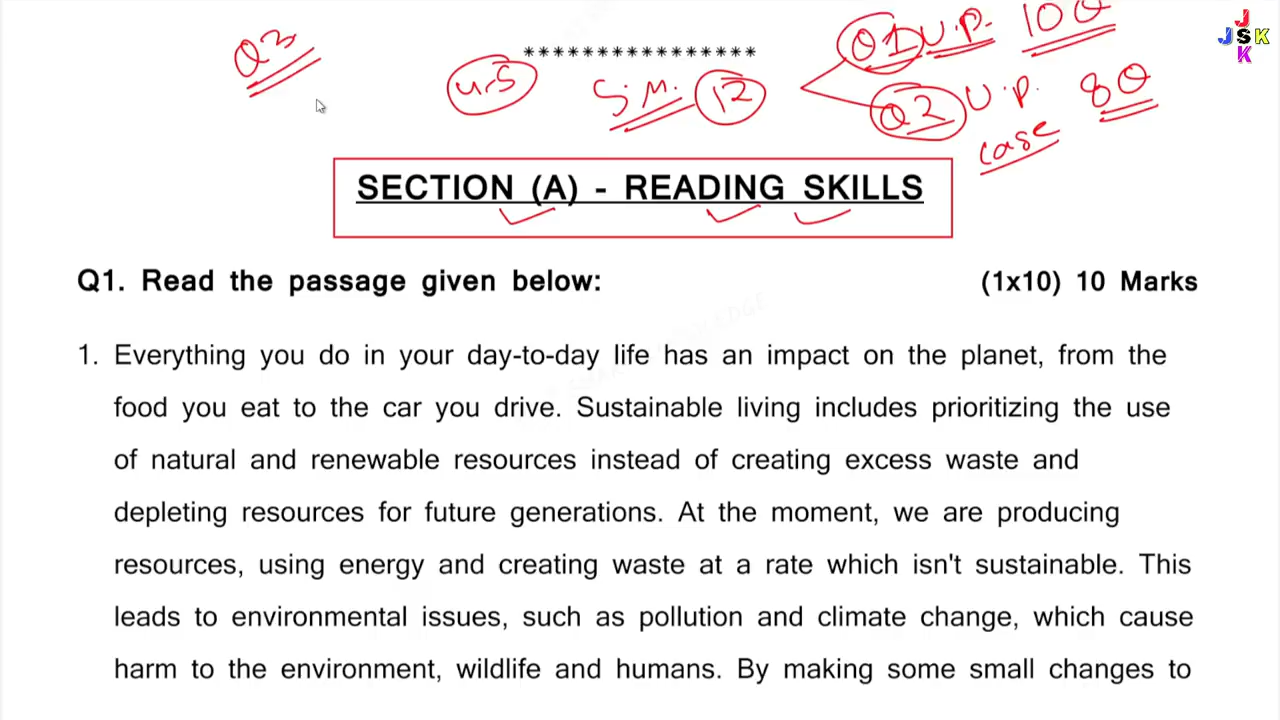 Q3
****************
Q1 U.P. 10Q
S.M. 12
Q2 U.P. 8Q
case
J
JSK
K
SECTION (A) - READING SKILLS
Q1. Read the passage given below: (1x10) 10 Marks
1. Everything you do in your day-to-day life has an impact on the planet, from the
food you eat to the car you drive. Sustainable living includes prioritizing the use
of natural and renewable resources instead of creating excess waste and
depleting resources for future generations. At the moment, we are producing
resources, using energy and creating waste at a rate which isn't sustainable. This
leads to environmental issues, such as pollution and climate change, which cause
harm to the environment, wildlife and humans. By making some small changes to